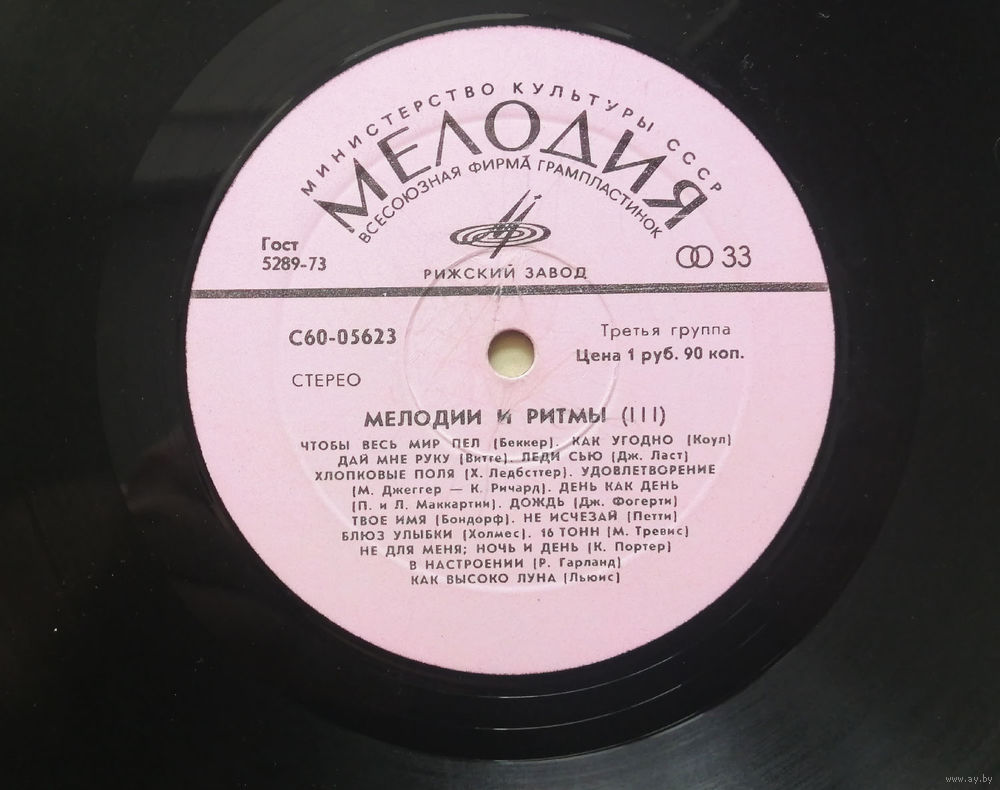 МИНИСТЕРСТВО КУЛЬТУРЫ СССР
МЕЛОДИЯ
ВСЕСОЮЗНАЯ ФИРМА ГРАМПЛАСТИНОК
Гост
5289-73
33
РИЖСКИЙ ЗАВОД
С60-05623
Третья группа
Цена 1 руб. 90 коп.
СТЕРЕО
МЕЛОДИИ И РИТМЫ (III)
ЧТОБЫ ВЕСЬ МИР ПЕЛ (Беккер). КАК УГОДНО (Коул)
ДАЙ МНЕ РУКУ (Витте). ЛЕДИ СЬЮ (Дж. Ласт)
ХЛОПКОВЫЕ ПОЛЯ (Х. Ледбеттер). УДОВЛЕТВОРЕНИЕ
(М. Джеггер — К. Ричард). ДЕНЬ КАК ДЕНЬ
(П. и Л. Маккартни). ДОЖДЬ (Дж. Фогерти)
ТВОЕ ИМЯ (Бондорф). НЕ ИСЧЕЗАЙ (Петти)
БЛЮЗ УЛЫБКИ (Холмес). 16 ТОНН (М. Тревис)
НЕ ДЛЯ МЕНЯ; НОЧЬ И ДЕНЬ (К. Портер)
В НАСТРОЕНИИ (Р. Гарланд)
КАК ВЫСОКО ЛУНА (Льюис)
www.ay.by